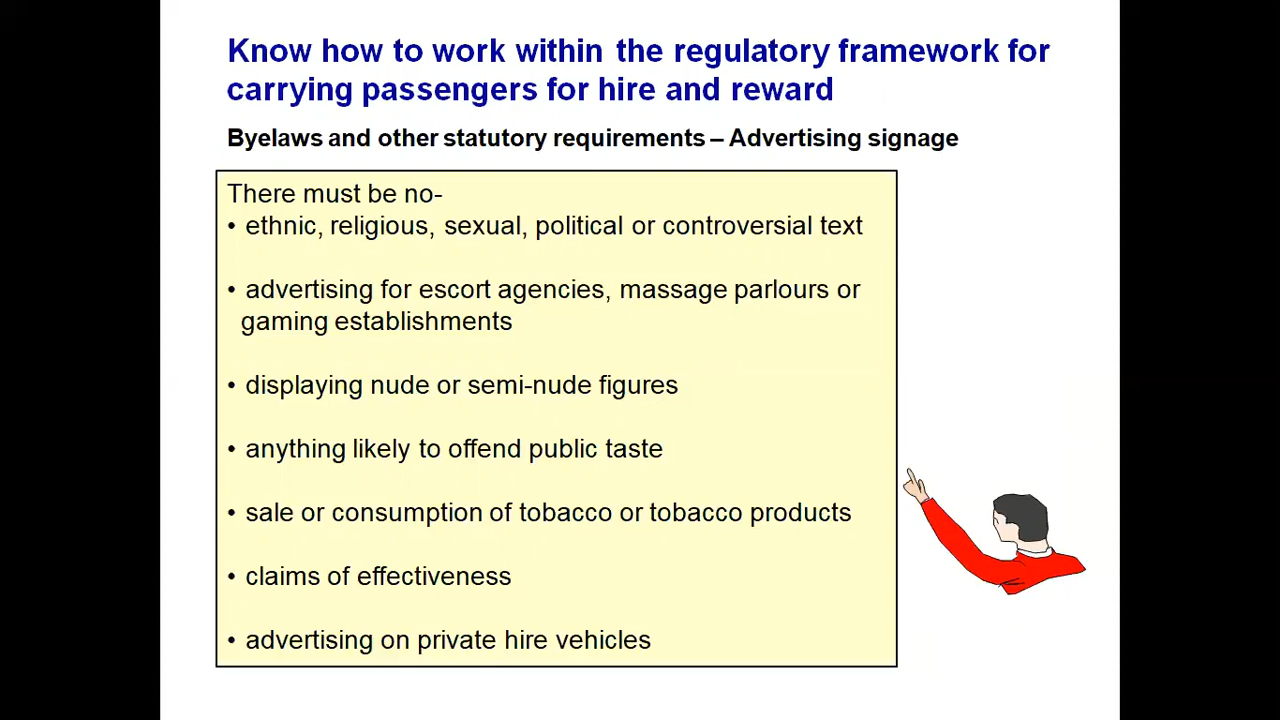 Know how to work within the regulatory framework for
carrying passengers for hire and reward
Byelaws and other statutory requirements – Advertising signage
There must be no-
• ethnic, religious, sexual, political or controversial text
• advertising for escort agencies, massage parlours or
gaming establishments
• displaying nude or semi-nude figures
• anything likely to offend public taste
• sale or consumption of tobacco or tobacco products
• claims of effectiveness
• advertising on private hire vehicles